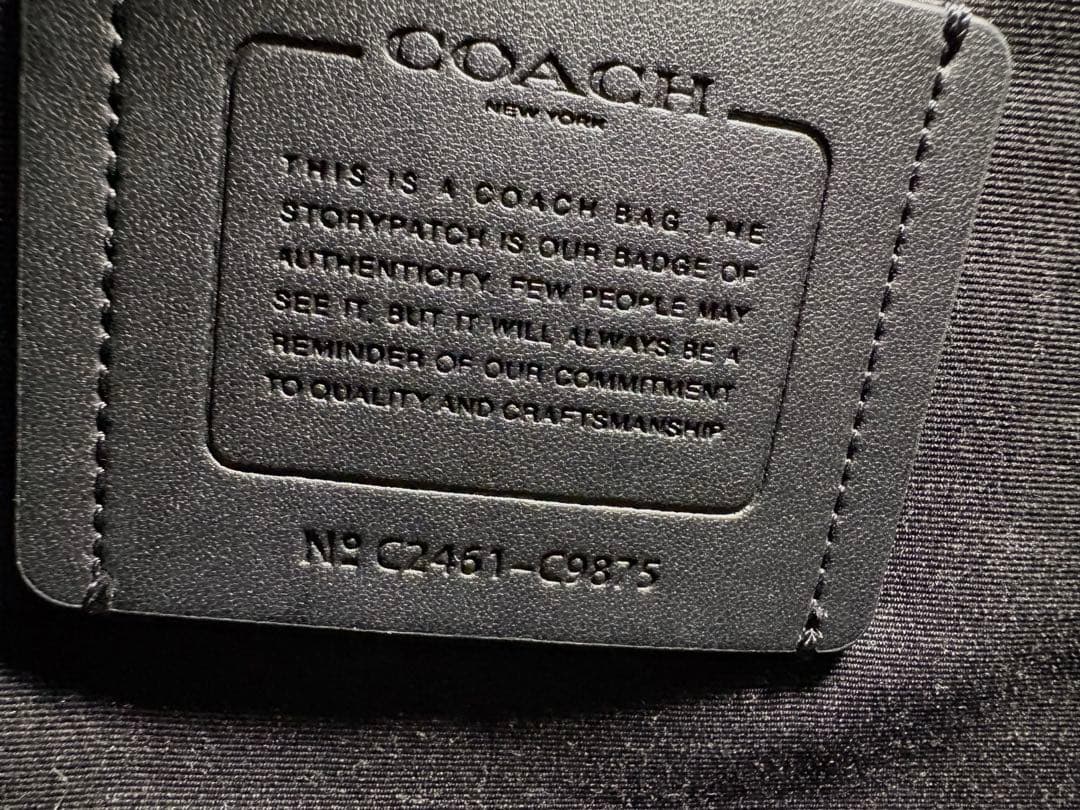 COACH
NEW YORK
THIS IS A COACH BAG. THE
STORYPATCH IS OUR BADGE OF
AUTHENTICITY. FEW PEOPLE MAY
SEE IT, BUT IT WILL ALWAYS BE A
REMINDER OF OUR COMMITMENT
TO QUALITY AND CRAFTSMANSHIP.
Nº C2461-C9875